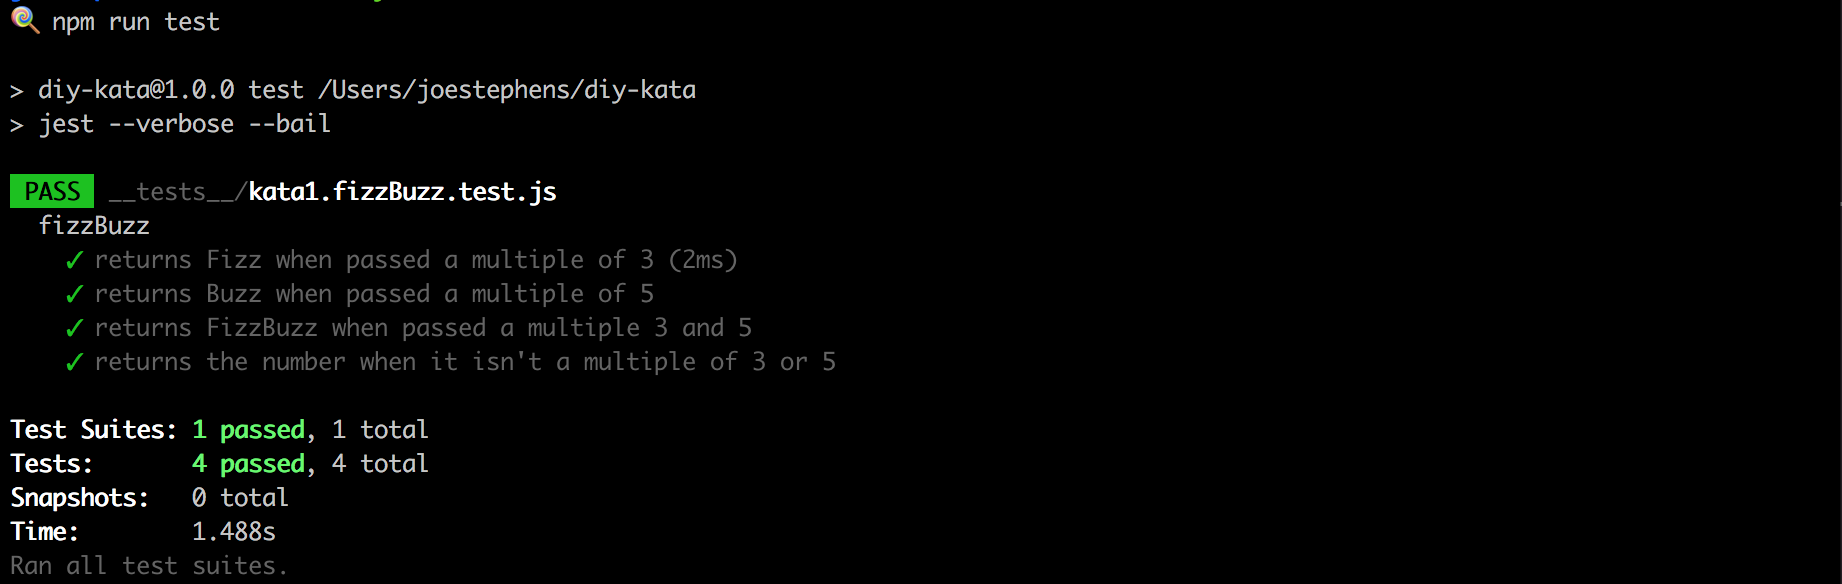 npm run test
> diy-kata@1.0.0 test /Users/joestephens/diy-kata
> jest --verbose --bail
PASS __tests__/kata1.fizzBuzz.test.js
fizzBuzz
✓ returns Fizz when passed a multiple of 3 (2ms)
✓ returns Buzz when passed a multiple of 5
✓ returns FizzBuzz when passed a multiple 3 and 5
✓ returns the number when it isn't a multiple of 3 or 5
Test Suites: 1 passed, 1 total
Tests: 4 passed, 4 total
Snapshots: 0 total
Time: 1.488s
Ran all test suites.